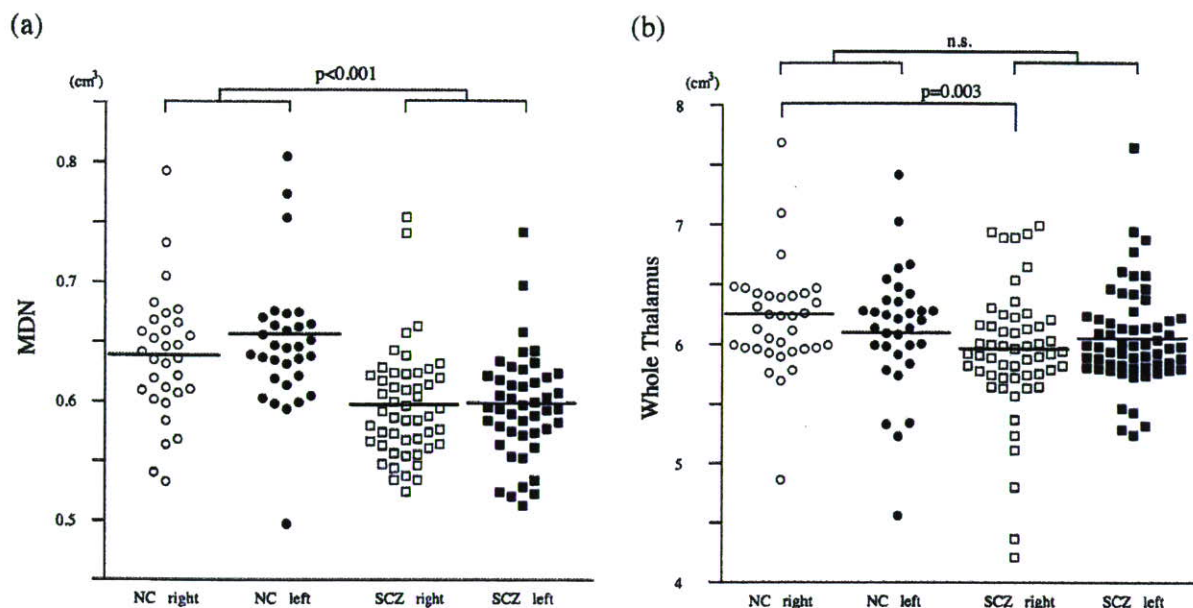 (a)
(cm³)
p<0.001
0.8
0.7
0.6
0.5
MDN
NC right
NC left
SCZ right
SCZ left
(b)
(cm³)
n.s.
p=0.003
8
7
6
5
4
Whole Thalamus
NC right
NC left
SCZ right
SCZ left